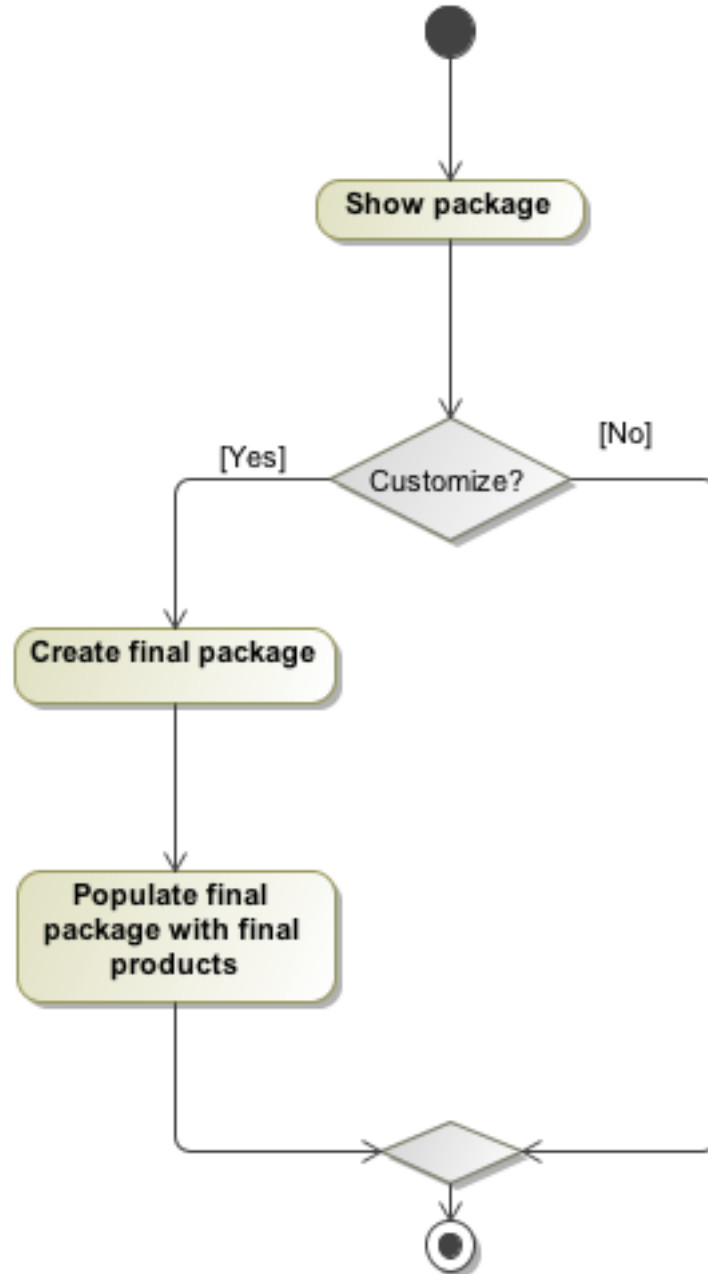 Show package
[No]
[Yes]
Customize?
Create final package
Populate final
package with final
products